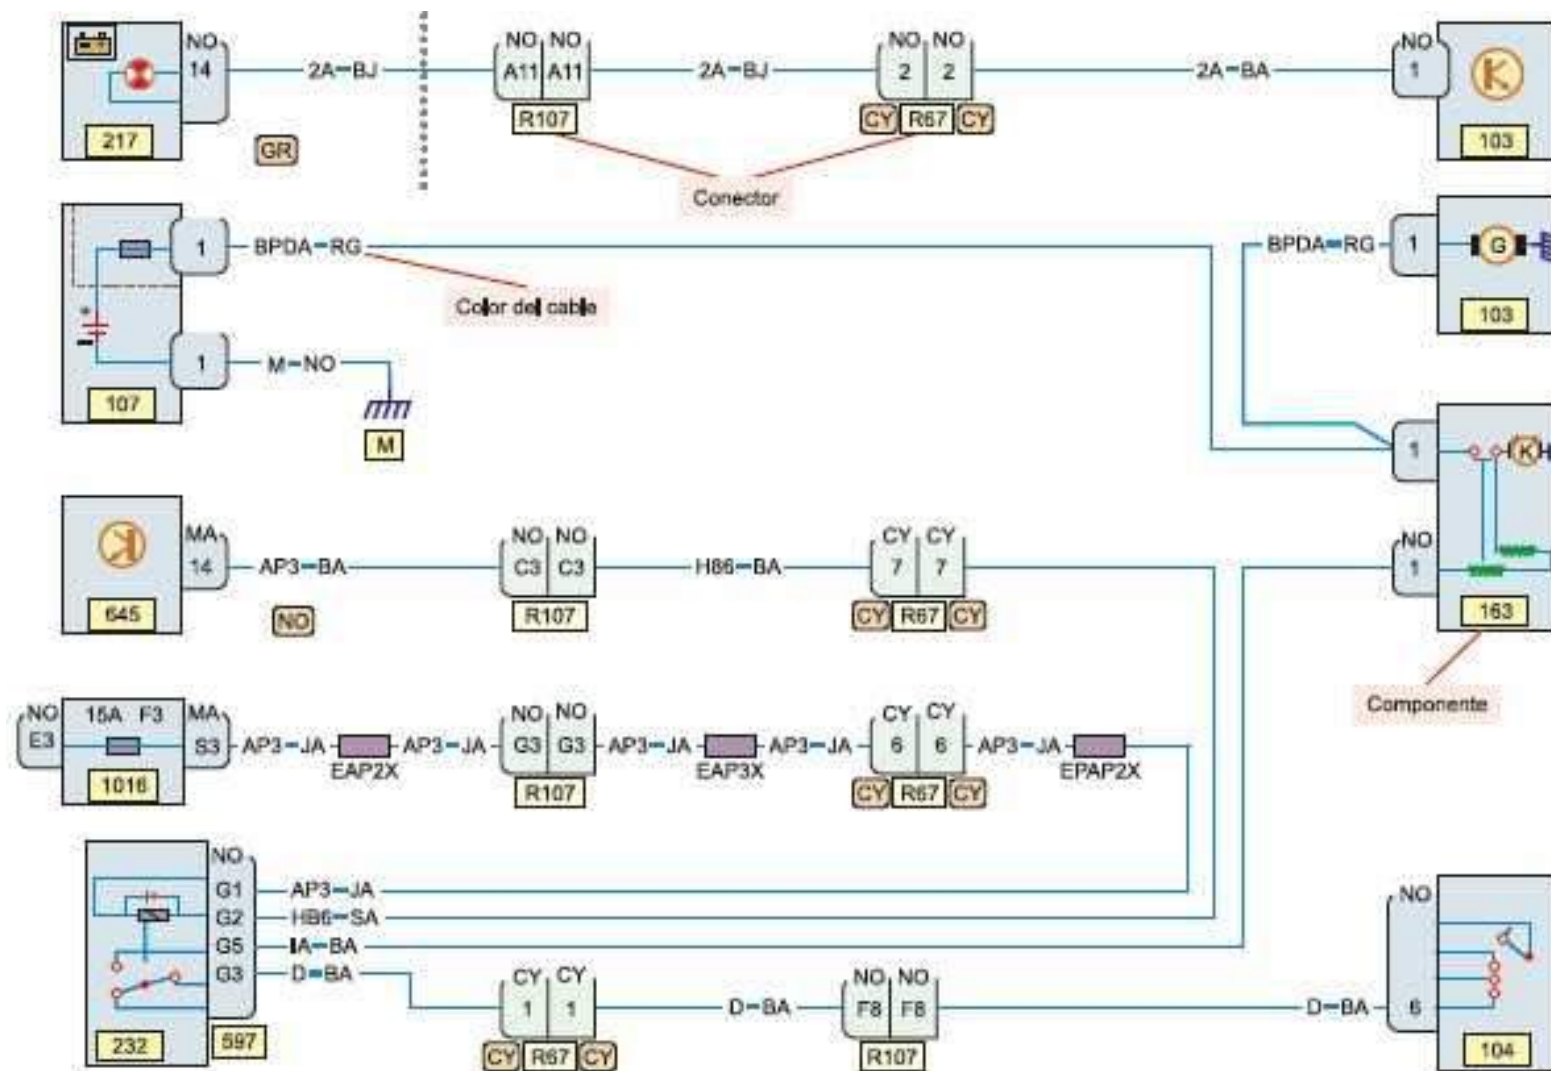 NO NO NO NO NO NO
14 2A-BJ A11 A11 2A-BJ 2 2 2A-BA 1
R107 CY R67 CY
217 GR 103
Conector
1 BPDA-RG BPDA-RG 1 G
Color del cable
103
1 M-NO
107 M
1 K
MA NO NO CY CY NO
14 AP3-BA C3 C3 H86-BA 7 7 1
645 NO R107 CY R67 CY 163
Componente
NO 15A F3 MA NO NO CY CY
E3 S3 AP3-JA AP3-JA G3 G3 AP3-JA AP3-JA 6 6 AP3-JA
EAP2X EAP3X EPAP2X
1016 R107 CY R67 CY
NO
G1 AP3-JA
G2 HB6-SA
G5 IA-BA
G3 D-BA
NO
CY CY NO NO
1 1 D-BA F8 F8 D-BA 6
232 597 CY R67 CY R107 104